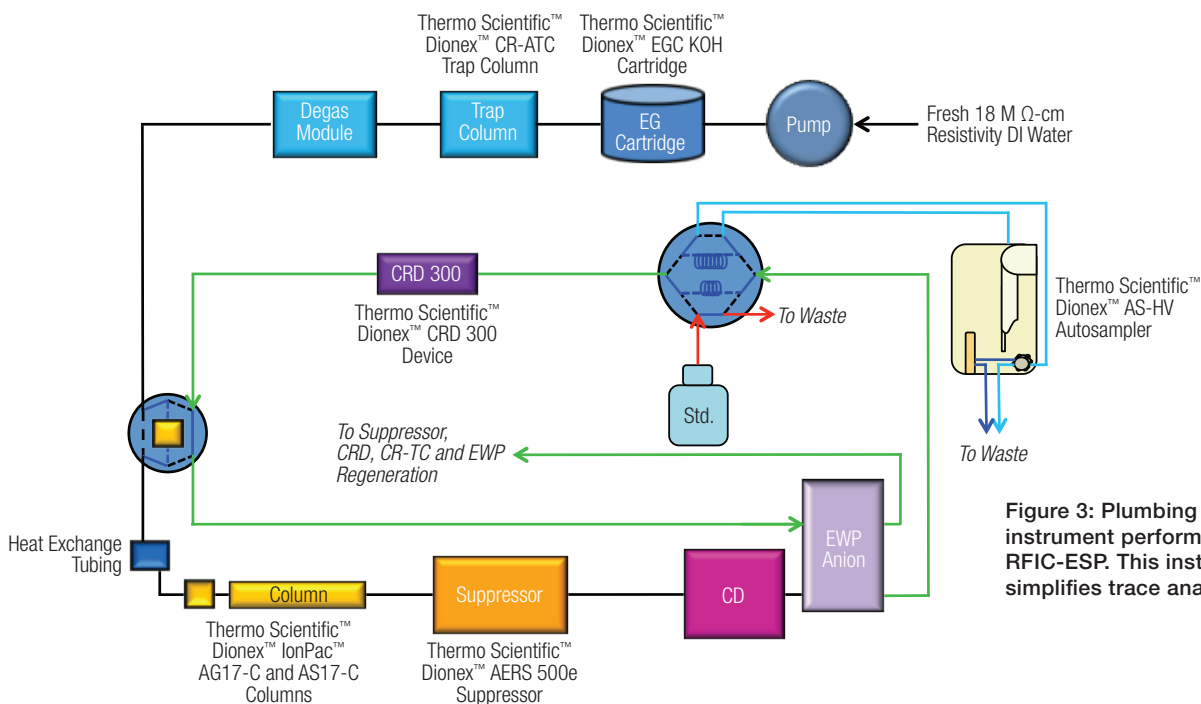 Thermo Scientific™
Dionex™ CR-ATC
Trap Column
Thermo Scientific™
Dionex™ EGC KOH
Cartridge
Degas
Module
Trap
Column
EG
Cartridge
Pump
Fresh 18 M Ω-cm
Resistivity DI Water
CRD 300
Thermo Scientific™
Dionex™ CRD 300
Device
To Waste
Std.
Thermo Scientific™
Dionex™ AS-HV
Autosampler
To Waste
To Suppressor,
CRD, CR-TC and EWP
Regeneration
Heat Exchange
Tubing
Column
Thermo Scientific™
Dionex™ IonPac™
AG17-C and AS17-C
Columns
Suppressor
Thermo Scientific™
Dionex™ AERS 500e
Suppressor
CD
EWP
Anion
Figure 3: Plumbing
instrument perform
RFIC-ESP. This inst
simplifies trace ana